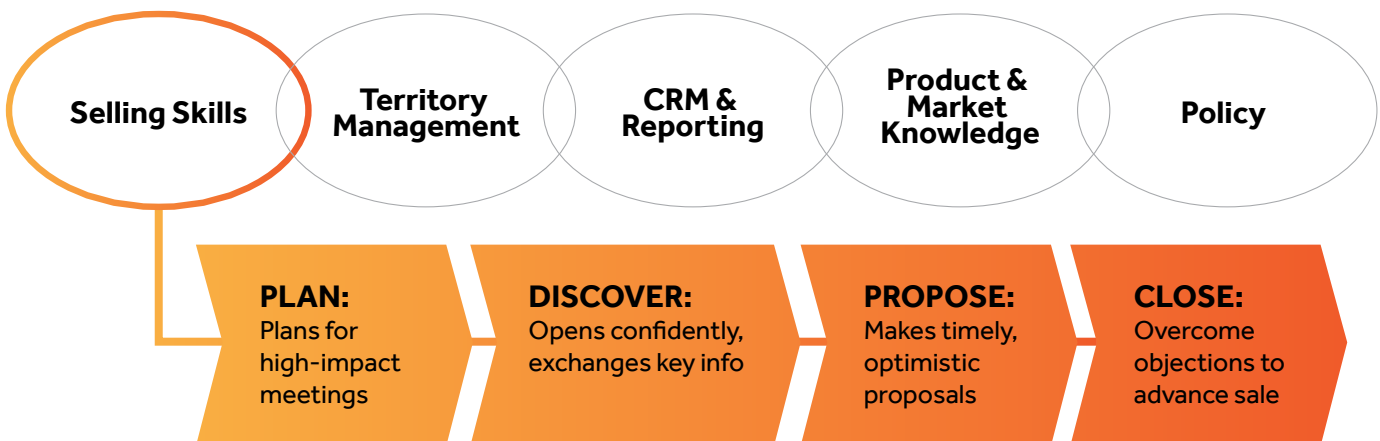 Selling Skills
Territory
Management
CRM &
Reporting
Product &
Market
Knowledge
Policy
PLAN:
Plans for
high-impact
meetings
DISCOVER:
Opens confidently,
exchanges key info
PROPOSE:
Makes timely,
optimistic
proposals
CLOSE:
Overcome
objections to
advance sale